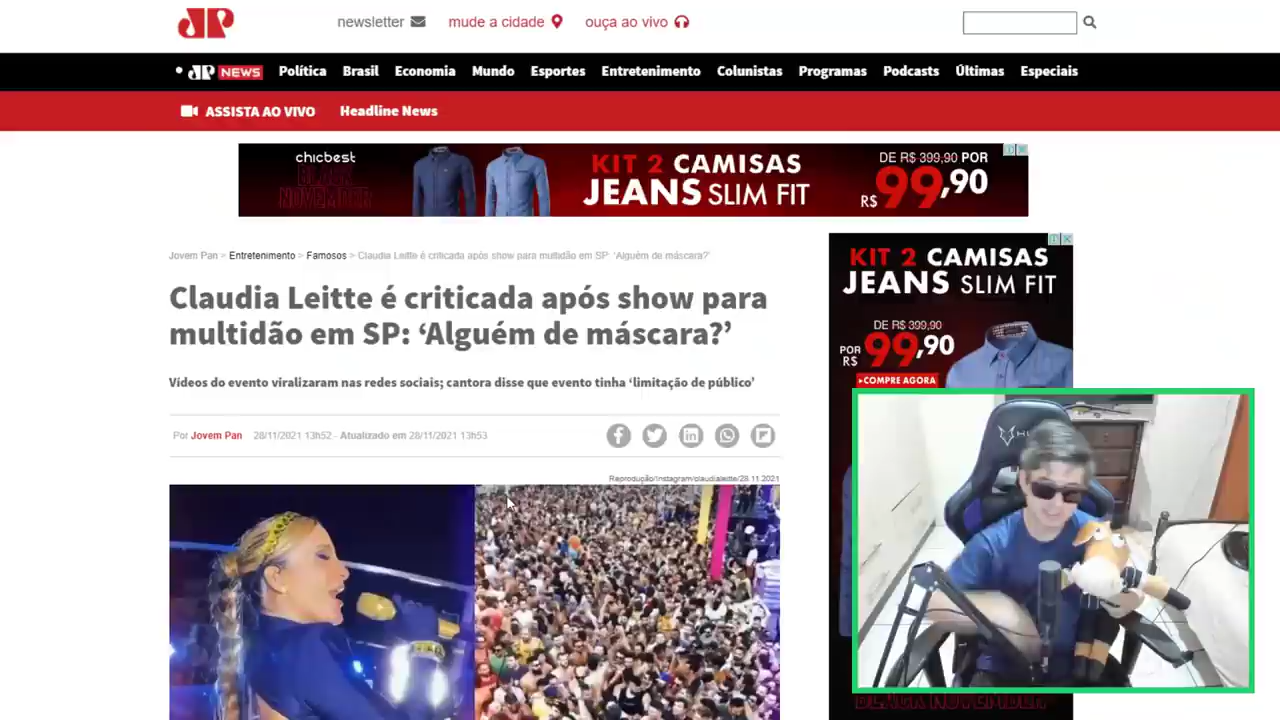 JP
newsletter
mude a cidade
ouça ao vivo
JP NEWS
Política
Brasil
Economia
Mundo
Esportes
Entretenimento
Colunistas
Programas
Podcasts
Últimas
Especiais
ASSISTA AO VIVO
Headline News
chicbest
BLACK
NOVEMBER
KIT 2 CAMISAS
JEANS SLIM FIT
DE R$ 399,90 POR
R$ 99,90
Jovem Pan > Entretenimento > Famosos > Claudia Leitte é criticada após show para multidão em SP: 'Alguém de máscara?'
Claudia Leitte é criticada após show para
multidão em SP: ‘Alguém de máscara?’
Vídeos do evento viralizaram nas redes sociais; cantora disse que evento tinha ‘limitação de público’
Por Jovem Pan 28/11/2021 13h52 - Atualizado em 28/11/2021 13h53
Reprodução/Instagram/claudialeitte/28.11.2021
KIT 2 CAMISAS
JEANS SLIM FIT
DE R$ 399,90
POR R$ 99,90
COMPRE AGORA
BLACK NOVEMBER